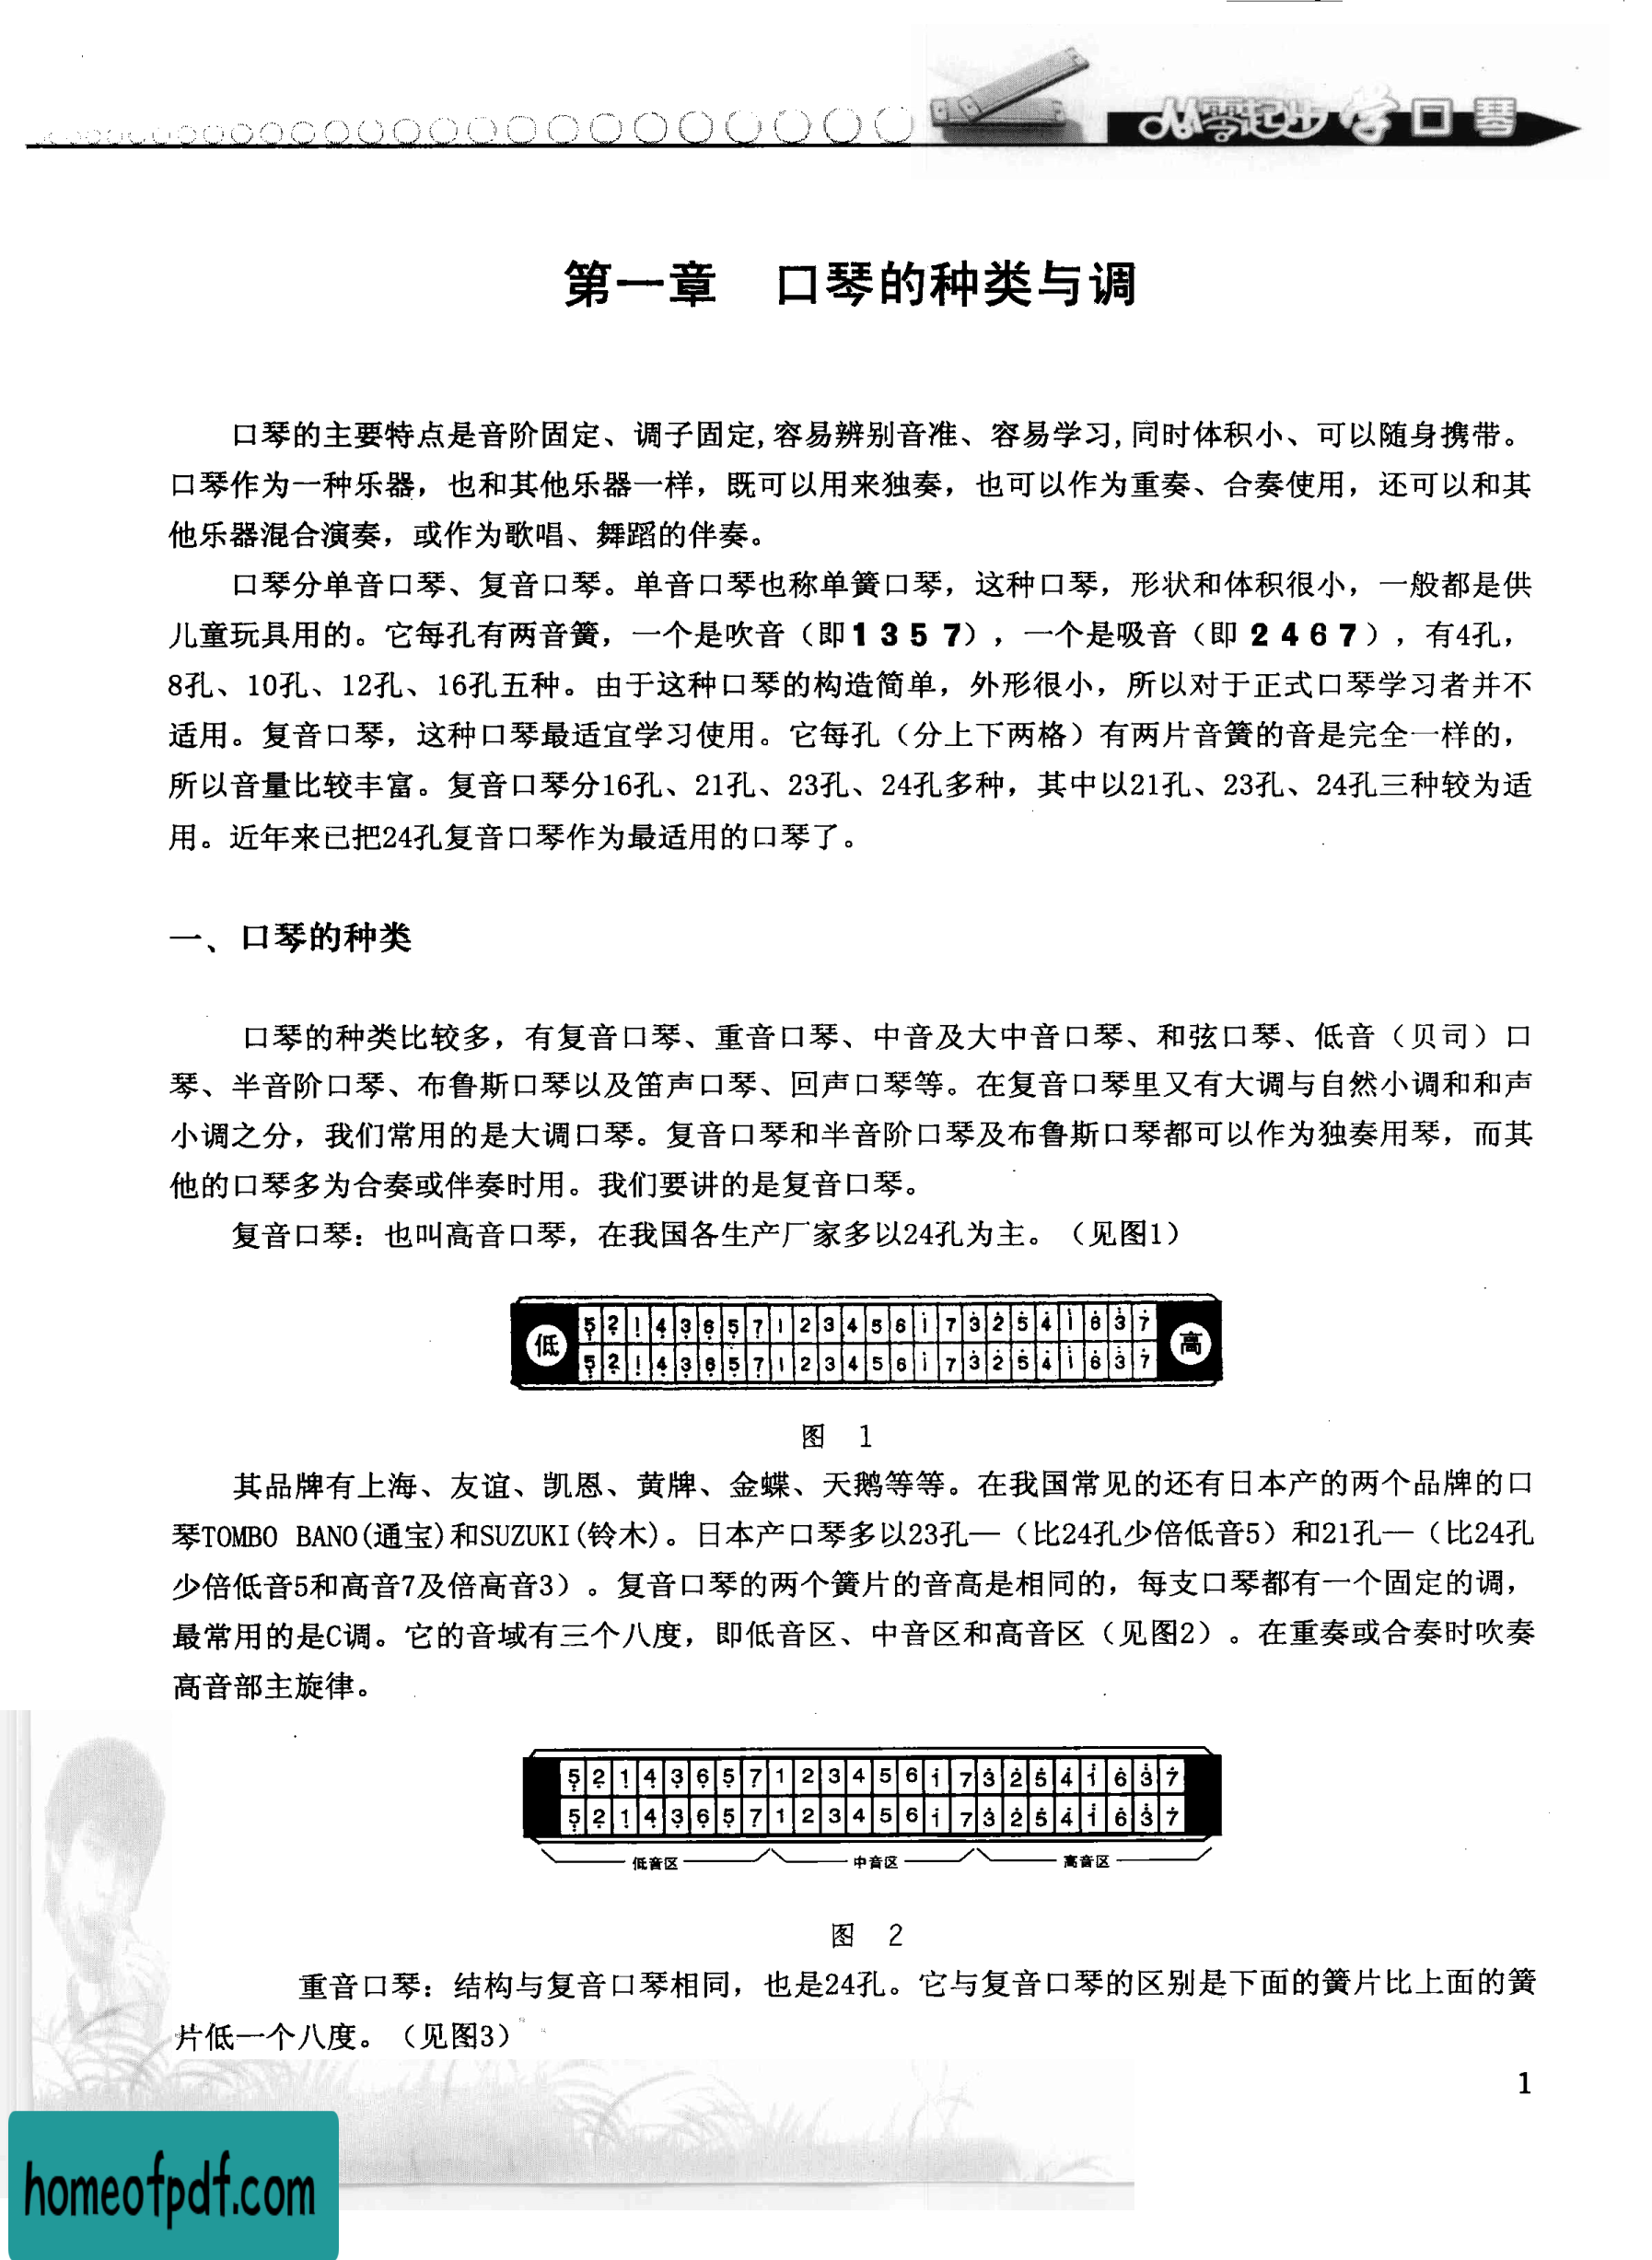 从零起步学口琴
第一章 口琴的种类与调
口琴的主要特点是音阶固定、调子固定,容易辨别音准、容易学习,同时体积小、可以随身携带。
口琴作为一种乐器，也和其他乐器一样，既可以用来独奏，也可以作为重奏、合奏使用，还可以和其
他乐器混合演奏，或作为歌唱、舞蹈的伴奏。
口琴分单音口琴、复音口琴。单音口琴也称单簧口琴，这种口琴，形状和体积很小，一般都是供
儿童玩具用的。它每孔有两音簧，一个是吹音（即1 3 5 7），一个是吸音（即 2 4 6 7），有4孔，
8孔、10孔、12孔、16孔五种。由于这种口琴的构造简单，外形很小，所以对于正式口琴学习者并不
适用。复音口琴，这种口琴最适宜学习使用。它每孔（分上下两格）有两片音簧的音是完全一样的，
所以音量比较丰富。复音口琴分16孔、21孔、23孔、24孔多种，其中以21孔、23孔、24孔三种较为适
用。近年来已把24孔复音口琴作为最适用的口琴了。
一、口琴的种类
口琴的种类比较多，有复音口琴、重音口琴、中音及大中音口琴、和弦口琴、低音（贝司）口
琴、半音阶口琴、布鲁斯口琴以及笛声口琴、回声口琴等。在复音口琴里又有大调与自然小调和和声
小调之分，我们常用的是大调口琴。复音口琴和半音阶口琴及布鲁斯口琴都可以作为独奏用琴，而其
他的口琴多为合奏或伴奏时用。我们要讲的是复音口琴。
复音口琴：也叫高音口琴，在我国各生产厂家多以24孔为主。（见图1）
低 5 2 1 4 3 6 5 7 1 2 3 4 5 6 1 7 3 2 5 4 1 6 3 7 高
5 2 1 4 3 6 5 7 1 2 3 4 5 6 1 7 3 2 5 4 1 6 3 7
图 1
其品牌有上海、友谊、凯恩、黄牌、金蝶、天鹅等等。在我国常见的还有日本产的两个品牌的口
琴TOMBO BANO(通宝)和SUZUKI(铃木)。日本产口琴多以23孔—（比24孔少倍低音5）和21孔—（比24孔
少倍低音5和高音7及倍高音3）。复音口琴的两个簧片的音高是相同的，每支口琴都有一个固定的调，
最常用的是C调。它的音域有三个八度，即低音区、中音区和高音区（见图2）。在重奏或合奏时吹奏
高音部主旋律。
5 2 1 4 3 6 5 7 1 2 3 4 5 6 1 7 3 2 5 4 1 6 3 7
5 2 1 4 3 6 5 7 1 2 3 4 5 6 1 7 3 2 5 4 1 6 3 7
低音区 中音区 高音区
图 2
重音口琴：结构与复音口琴相同，也是24孔。它与复音口琴的区别是下面的簧片比上面的簧
片低一个八度。（见图3）
1
homeofpdf.com